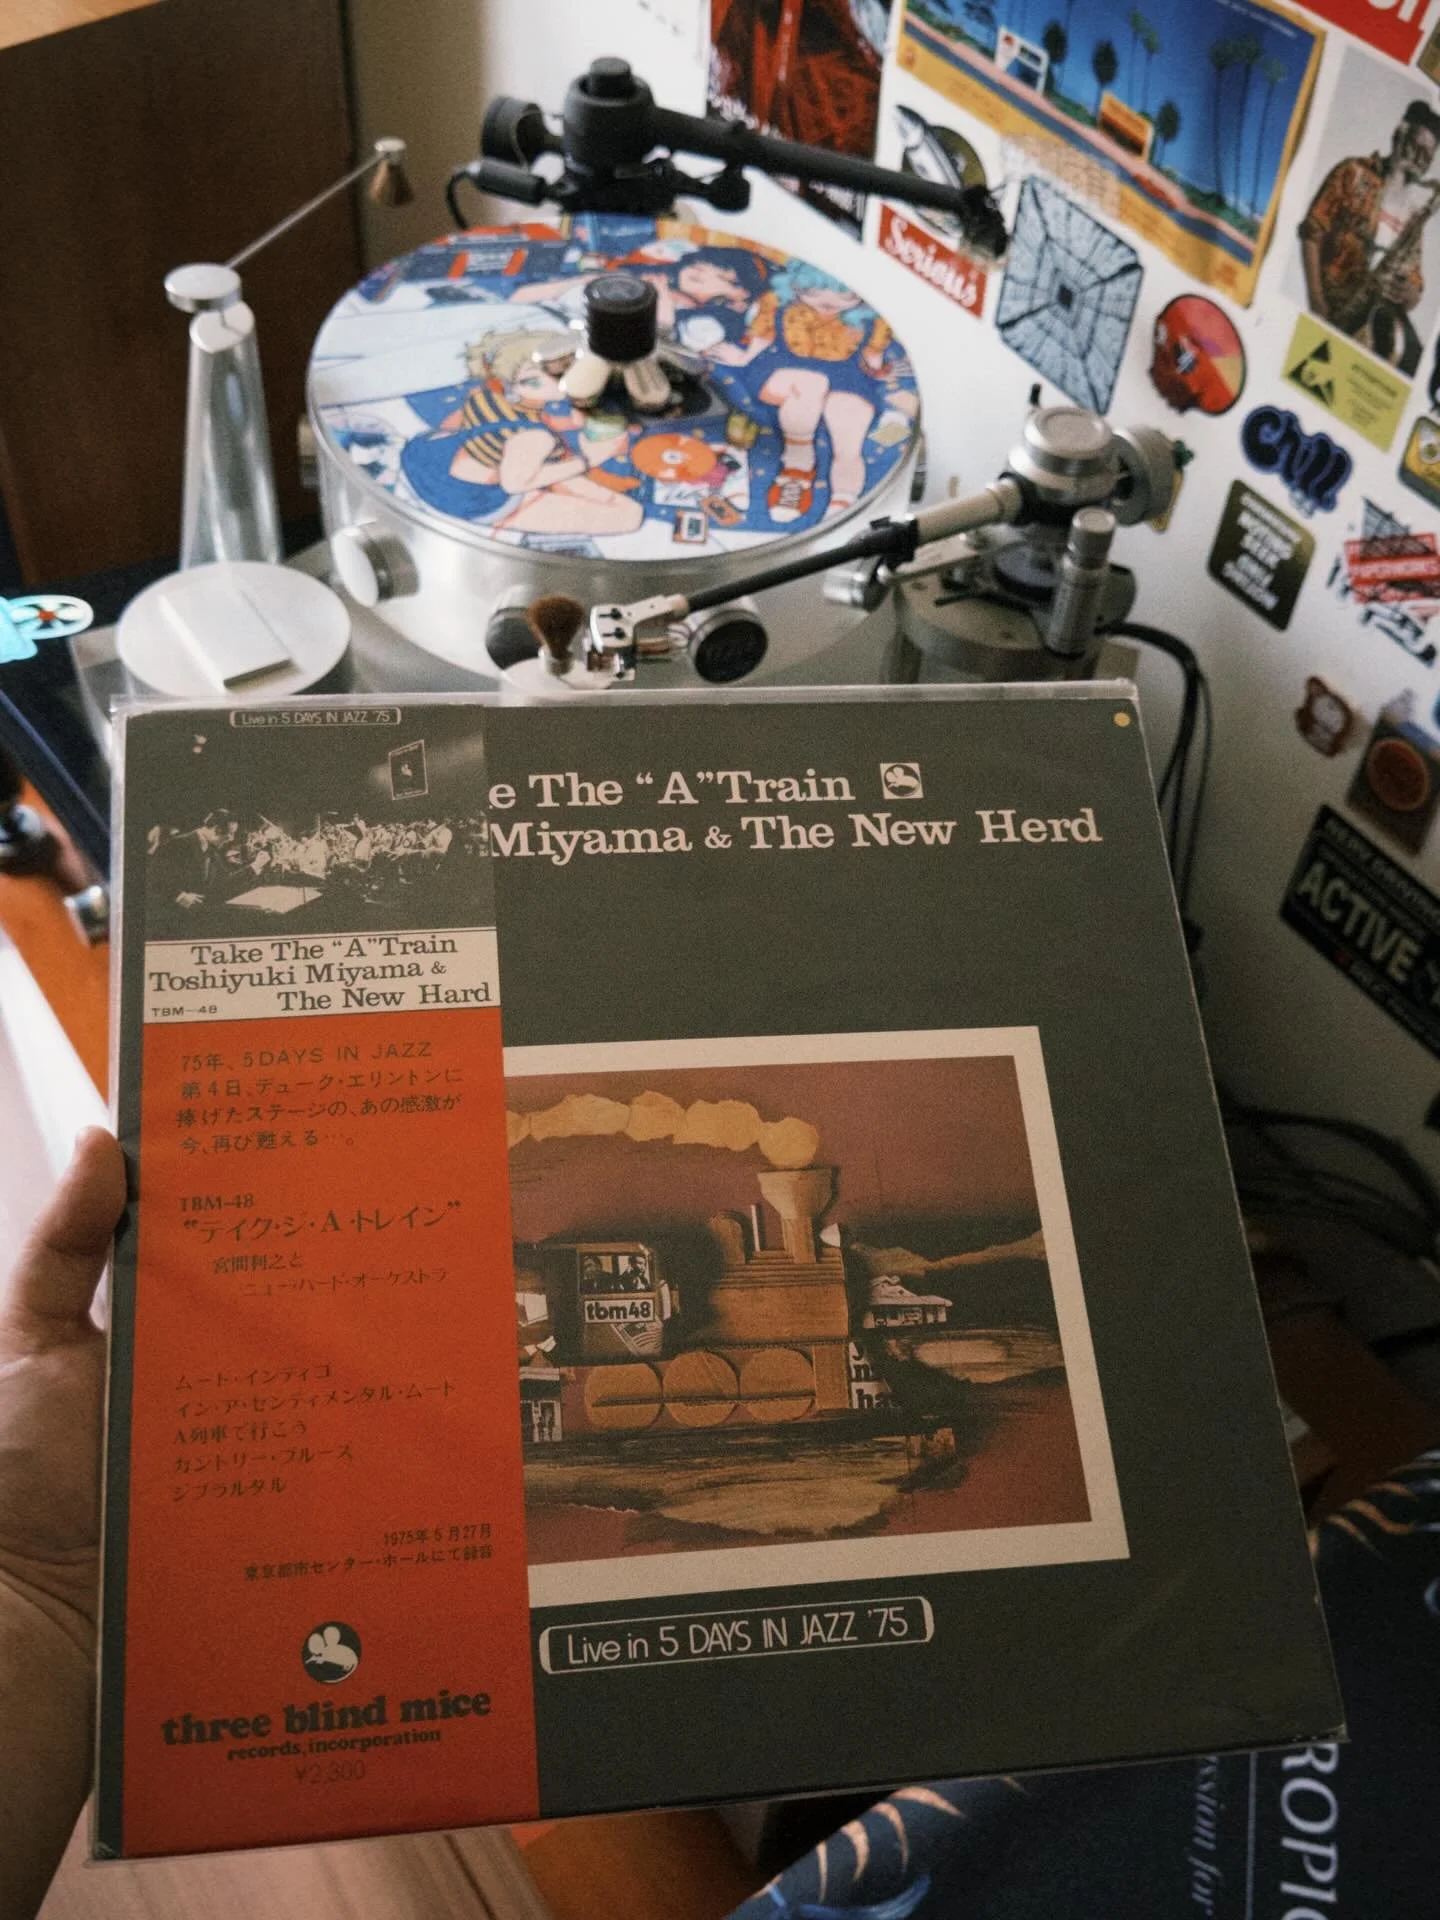 Serious
Chill
ACTIVE
Live in 5 DAYS IN JAZZ '75
e The “A” Train
Miyama & The New Herd
Take The “A” Train
Toshiyuki Miyama &
The New Hard
TBM-48
75年、5 DAYS IN JAZZ
第4日、デューク・エリントンに
捧げたステージの、あの感激が
今、再び甦える…。
TBM-48
“テイク・ジ・A・トレイン”
宮間利之と
ニューハード・オーケストラ
ムード・インディゴ
イン・ア・センティメンタル・ムード
A列車で行こう
カントリー・ブルース
ジブラルタル
1975年5月27日
東京都市センター・ホールにて録音
three blind mice
records, incorporation
¥2,300
tbm48
Live in 5 DAYS IN JAZZ '75
ROPIC
ssion for